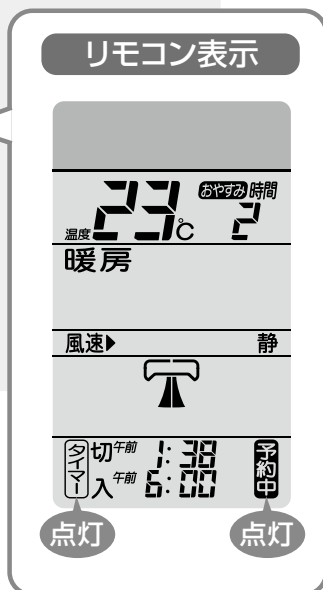 リモコン表示
おやすみ時間
温度23℃ 2
暖房
風速▶ 静
タイマー 切午前 1:38 予約中
入午前 6:00
点灯 点灯